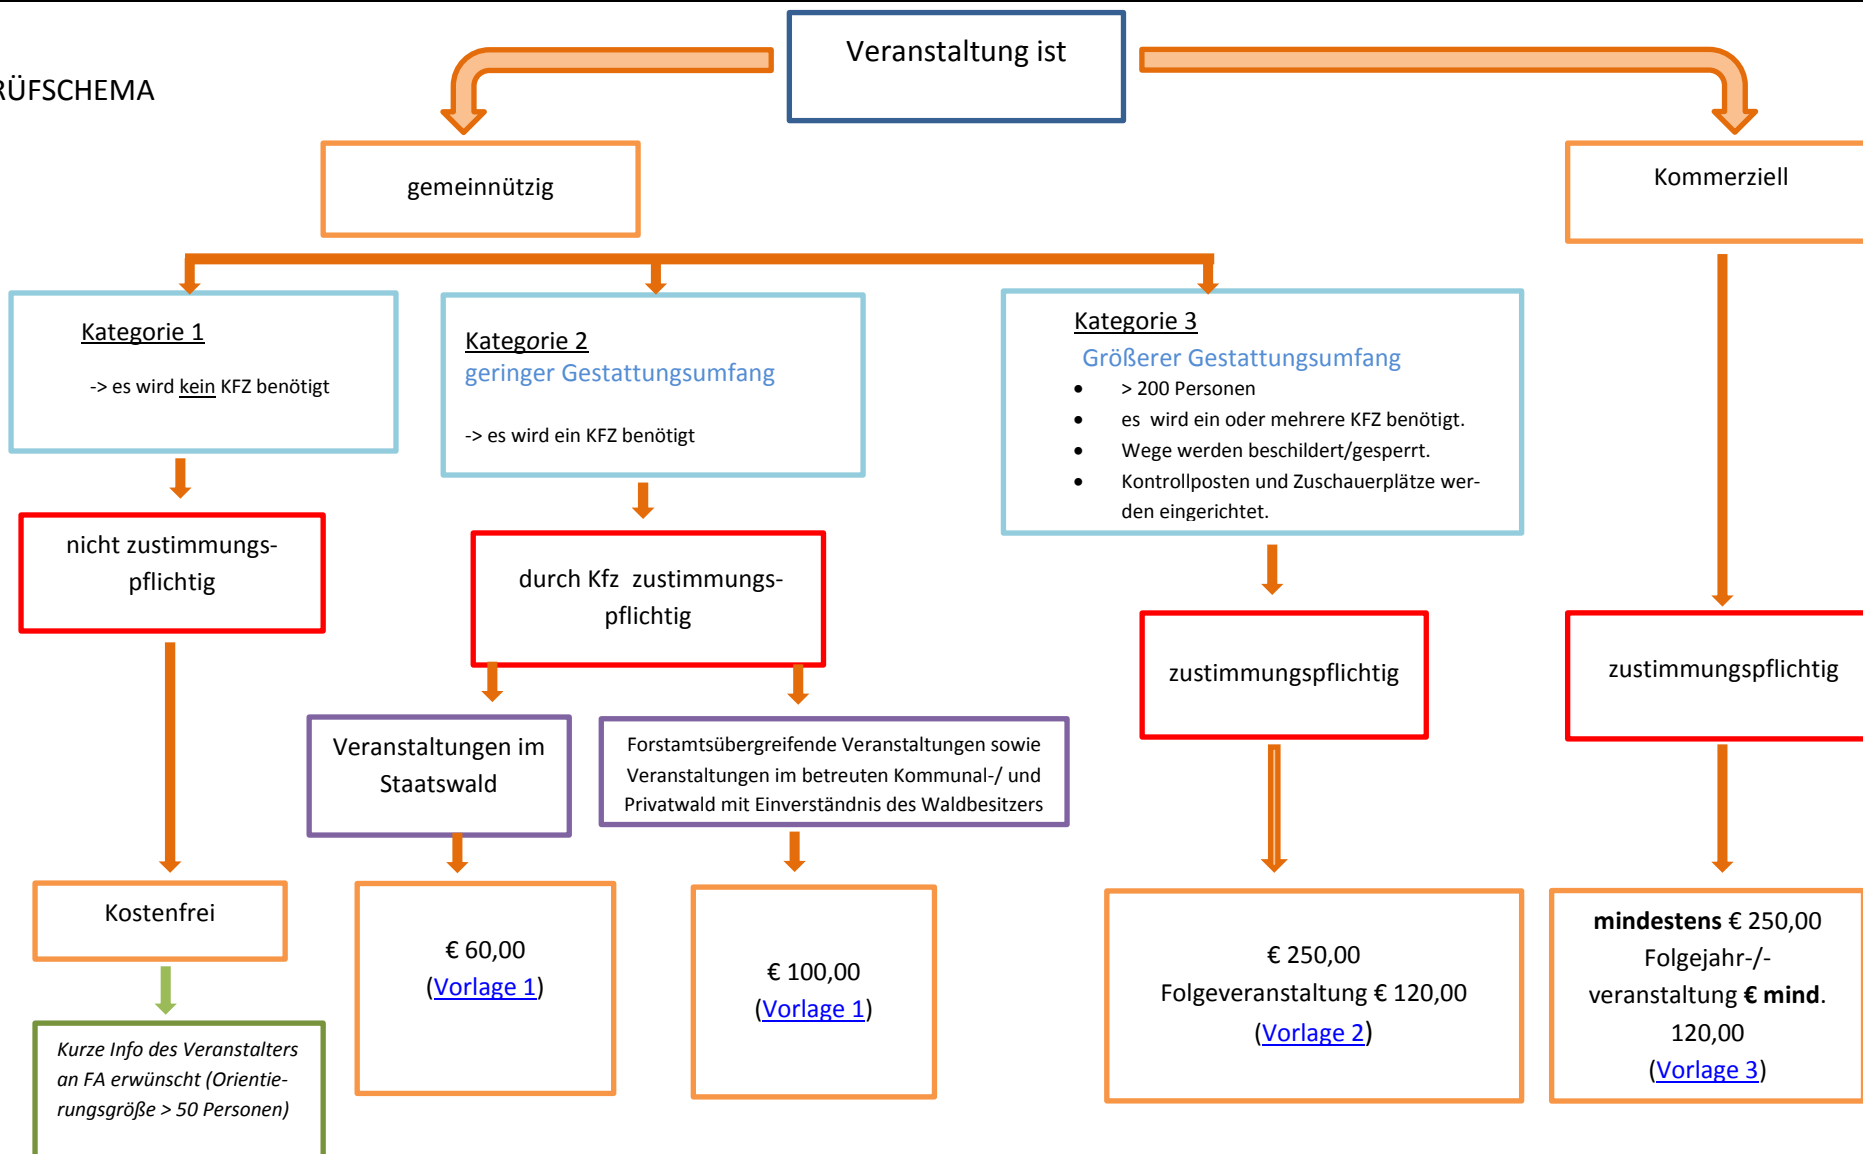 Veranstaltung ist
RÜFSCHEMA
gemeinnützig
Kommerziell
Kategorie 1
-> es wird kein KFZ benötigt
Kategorie 2
geringer Gestattungsumfang
-> es wird ein KFZ benötigt
Kategorie 3
Größerer Gestattungsumfang
• > 200 Personen
• es wird ein oder mehrere KFZ benötigt.
• Wege werden beschildert/gesperrt.
• Kontrollposten und Zuschauerplätze wer-
den eingerichtet.
nicht zustimmungs-
pflichtig
durch Kfz zustimmungs-
pflichtig
zustimmungspflichtig
zustimmungspflichtig
Veranstaltungen im
Staatswald
Forstamtsübergreifende Veranstaltungen sowie
Veranstaltungen im betreuten Kommunal-/ und
Privatwald mit Einverständnis des Waldbesitzers
Kostenfrei
€ 60,00
(Vorlage 1)
€ 100,00
(Vorlage 1)
€ 250,00
Folgeveranstaltung € 120,00
(Vorlage 2)
mindestens € 250,00
Folgejahr-/-
veranstaltung € mind.
120,00
(Vorlage 3)
Kurze Info des Veranstalters
an FA erwünscht (Orientie-
rungsgröße > 50 Personen)